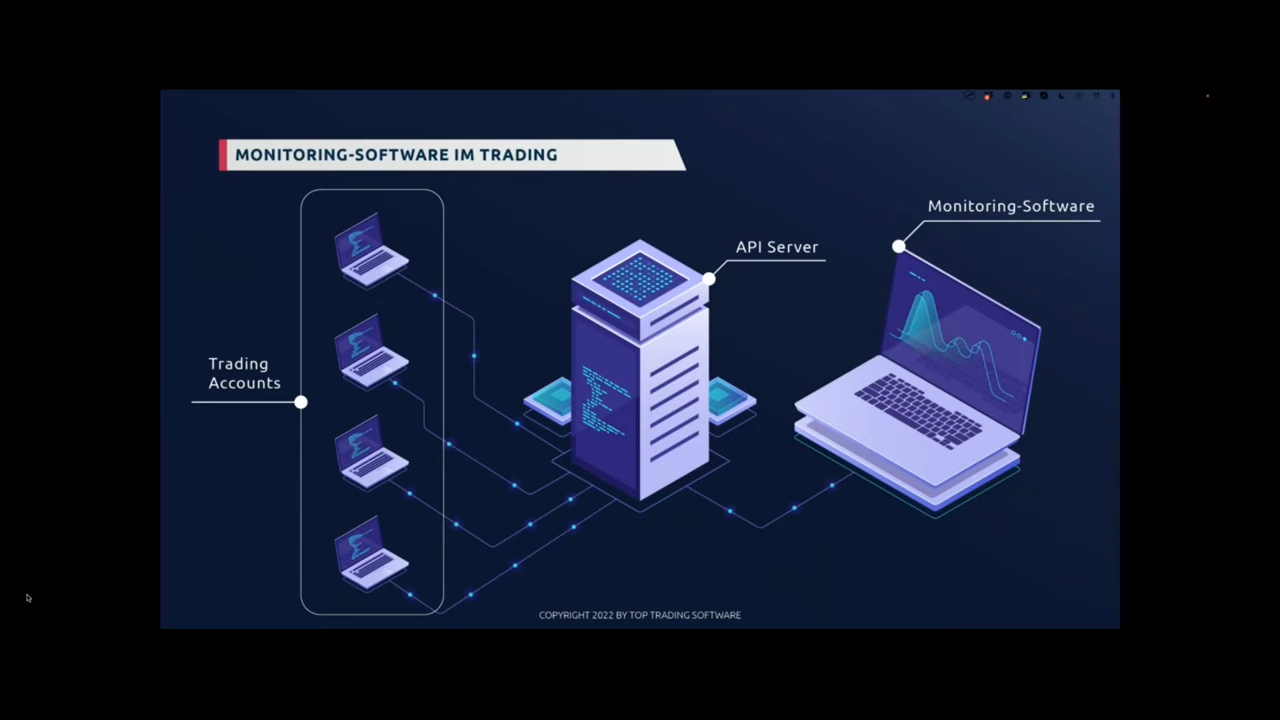 MONITORING-SOFTWARE IM TRADING
Monitoring-Software
API Server
Trading
Accounts
COPYRIGHT 2022 BY TOP TRADING SOFTWARE